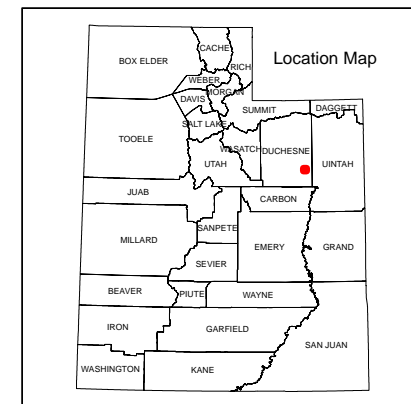 Location Map
BOX ELDER
CACHE
RICH
WEBER
MORGAN
DAVIS
SUMMIT
DAGGETT
SALT LAKE
TOOELE
WASATCH
DUCHESNE
UTAH
UINTAH
JUAB
CARBON
SANPETE
MILLARD
EMERY
GRAND
SEVIER
BEAVER
PIUTE
WAYNE
IRON
GARFIELD
SAN JUAN
WASHINGTON
KANE